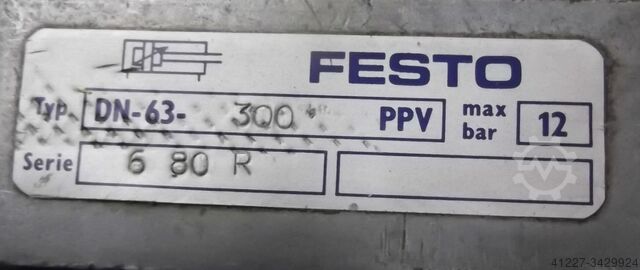 FESTO
Typ. DN-63- 300 PPV max bar 12
Serie 6 80 R
41227-3429924